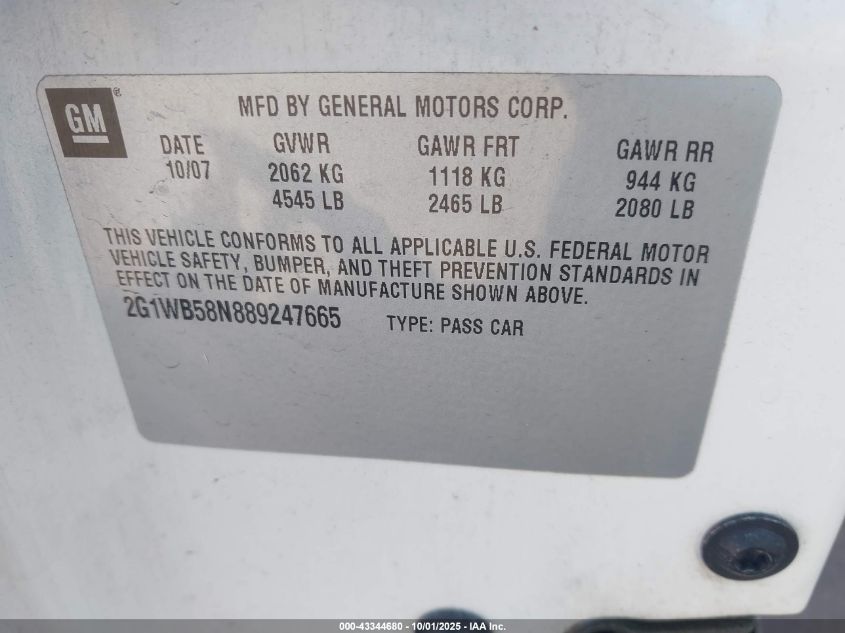 GM®
MFD BY GENERAL MOTORS CORP.
DATE GVWR GAWR FRT GAWR RR
10/07 2062 KG 1118 KG 944 KG
4545 LB 2465 LB 2080 LB
THIS VEHICLE CONFORMS TO ALL APPLICABLE U.S. FEDERAL MOTOR
VEHICLE SAFETY, BUMPER, AND THEFT PREVENTION STANDARDS IN
EFFECT ON THE DATE OF MANUFACTURE SHOWN ABOVE.
2G1WB58N889247665 TYPE: PASS CAR
000-43344680 - 10/01/2025 - IAA Inc.